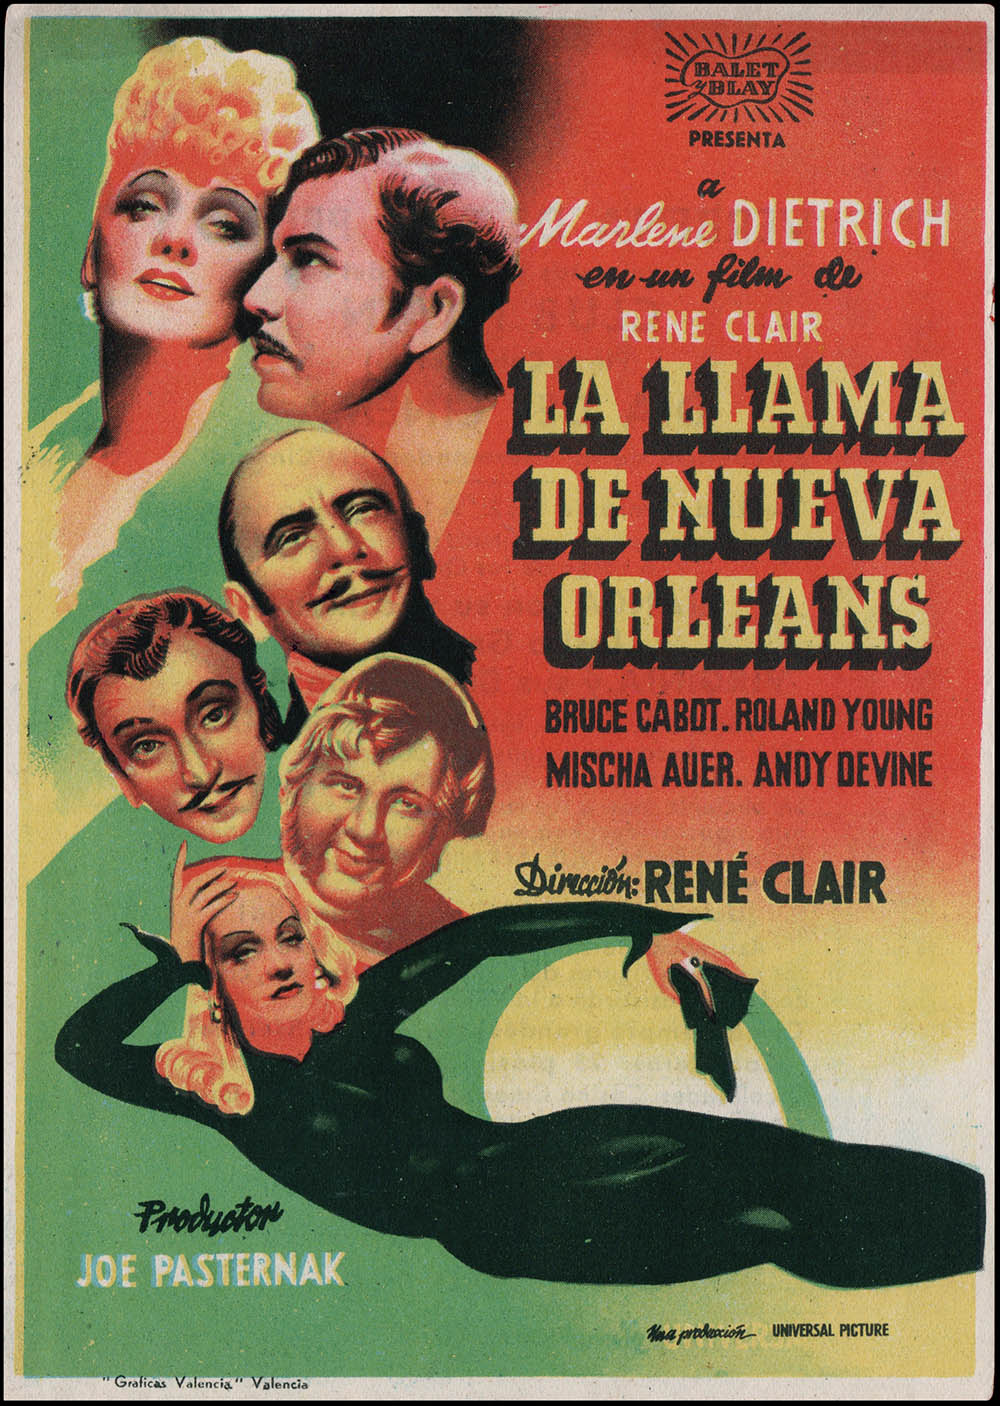 BALET
y BLAY
PRESENTA
a
Marlene DIETRICH
en un film de
RENE CLAIR
LA LLAMA
DE NUEVA
ORLEANS
BRUCE CABOT. ROLAND YOUNG
MISCHA AUER. ANDY DEVINE
Dirección: RENÉ CLAIR
Productor
JOE PASTERNAK
Una producción UNIVERSAL PICTURE
"Graficas Valencia" Valencia